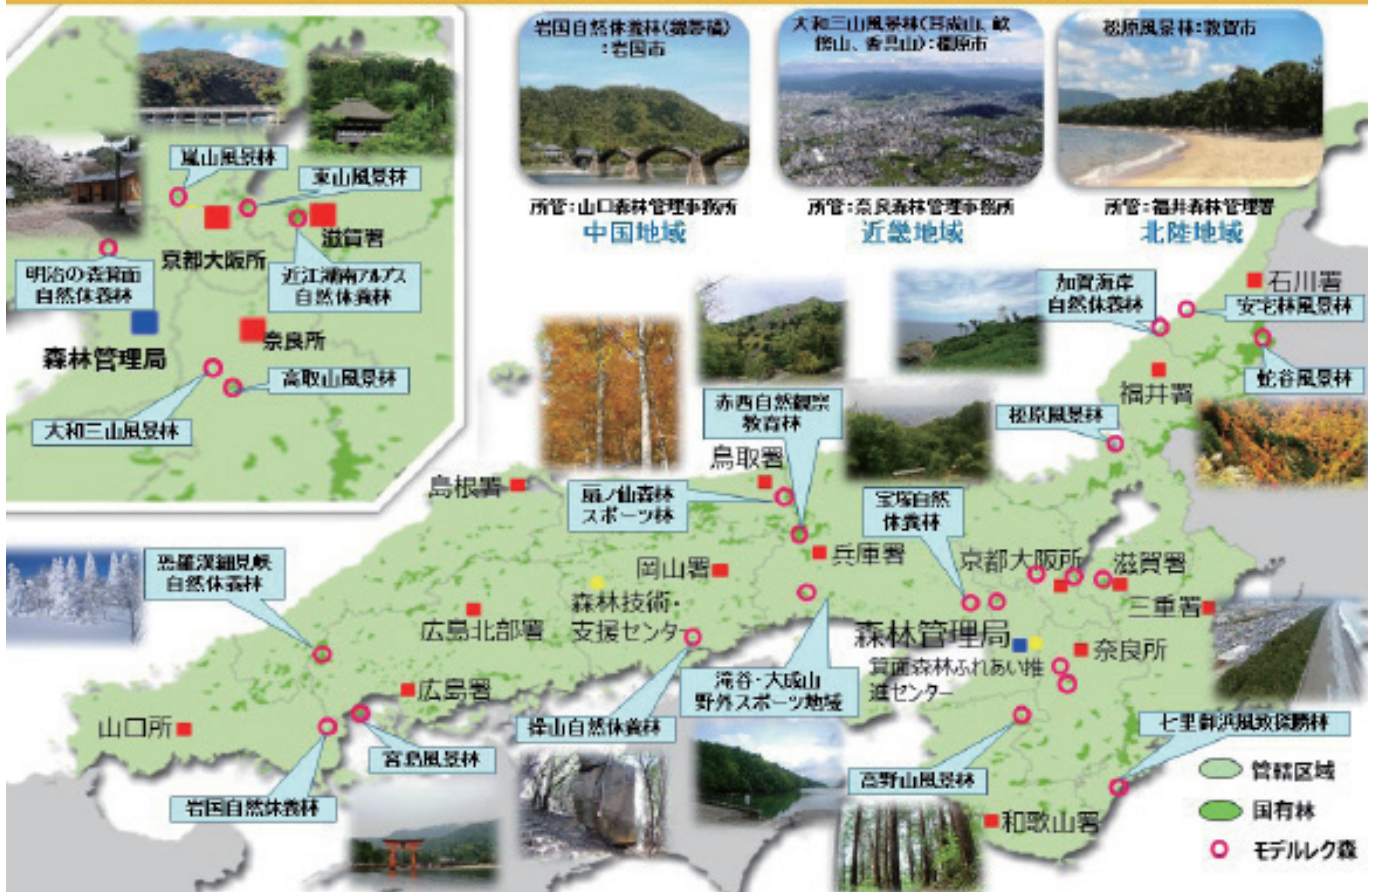 岩国自然休養林(錦帯橋)
:岩国市
所管:山口森林管理事務所
中国地域
大和三山風景林(耳成山、畝
傍山、香具山):橿原市
所管:奈良森林管理事務所
近畿地域
松原風景林:敦賀市
所管:福井森林管理署
北陸地域
嵐山風景林
東山風景林
滋賀署
京都大阪所
近江湖南アルプス
自然休養林
明治の森箕面
自然休養林
森林管理局
奈良所
高取山風景林
大和三山風景林
石川署
加賀海岸
自然休養林
安宅林風景林
福井署
蛇谷風景林
松原風景林
赤西自然観察
教育林
鳥取署
島根署
扇ノ仙森林
スポーツ林
宝塚自然
休養林
恐羅漢細見峡
自然休養林
岡山署
兵庫署
京都大阪所
滋賀署
三重署
広島北部署
森林技術・
支援センター
森林管理局
奈良所
箕面森林ふれあい推
進センター
滝谷・大成山
野外スポーツ地域
広島署
山口所
操山自然休養林
宮島風景林
岩国自然休養林
高野山風景林
七里御浜風致探勝林
和歌山署
管轄区域
国有林
モデルレク森